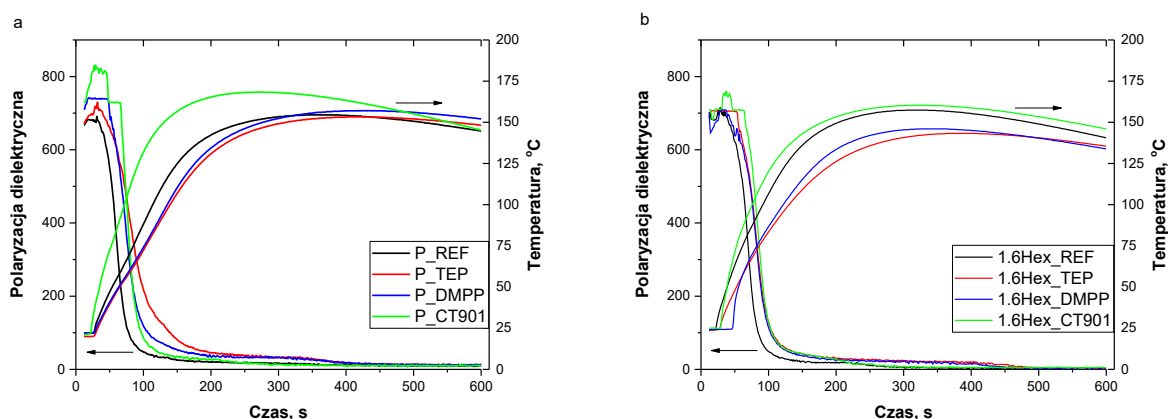 a
Polaryzacja dielektryczna
800
600
400
200
0
0 100 200 300 400 500 600
Czas, s
200
175
150
125
100
75
50
25
0
Temperatura, °C
P_REF
P_TEP
P_DMPP
P_CT901
b
Polaryzacja dielektryczna
800
600
400
200
0
0 100 200 300 400 500 600
Czas, s
200
175
150
125
100
75
50
25
0
Temperatura, °C
1.6Hex_REF
1.6Hex_TEP
1.6Hex_DMPP
1.6Hex_CT901